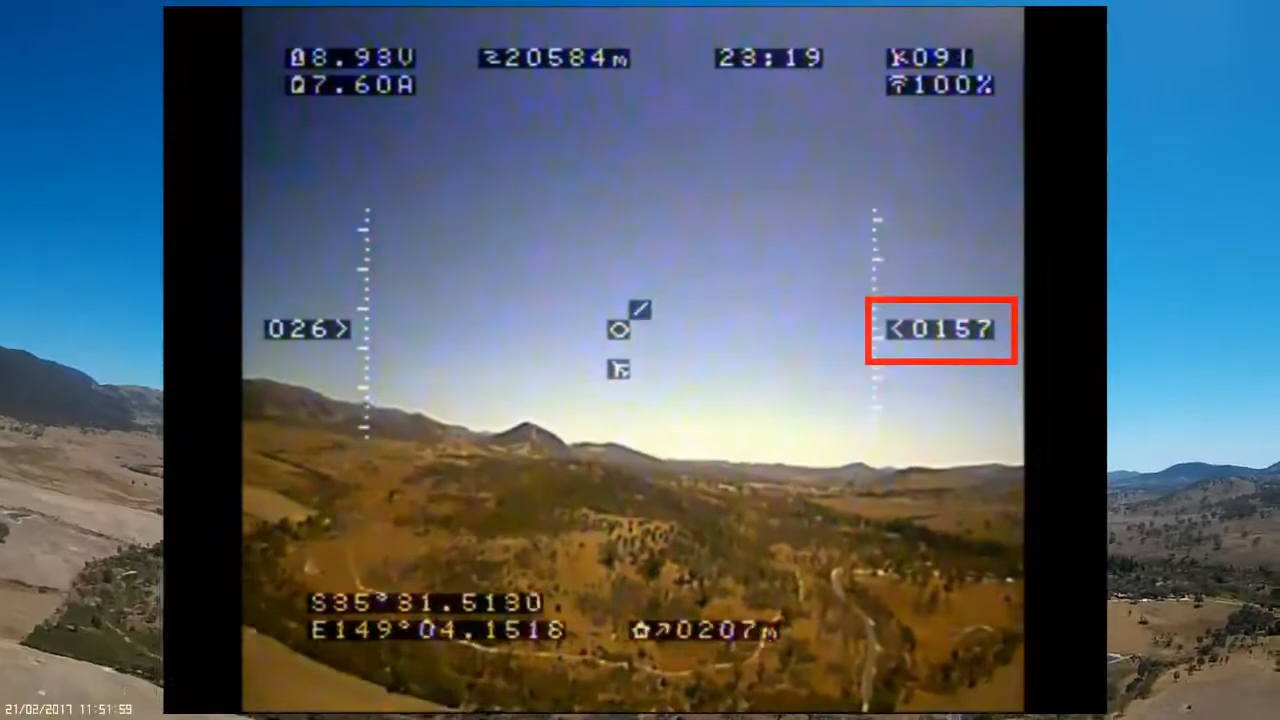 8.93V
20584m
23:19
K091
7.60A
100%
026>
<0157
S35°31.5130
E149°04.1518
0207m
21/02/2017 11:51:59